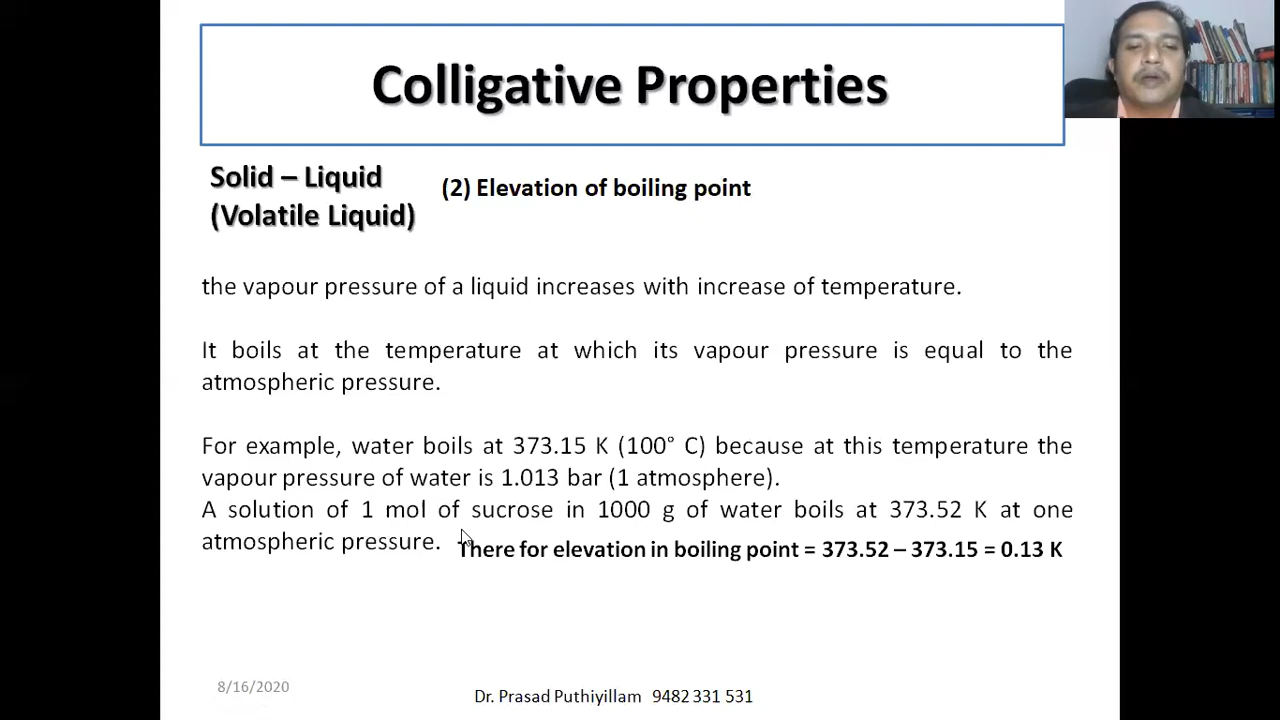 Colligative Properties
Solid – Liquid
(Volatile Liquid)
(2) Elevation of boiling point
the vapour pressure of a liquid increases with increase of temperature.
It boils at the temperature at which its vapour pressure is equal to the
atmospheric pressure.
For example, water boils at 373.15 K (100° C) because at this temperature the
vapour pressure of water is 1.013 bar (1 atmosphere).
A solution of 1 mol of sucrose in 1000 g of water boils at 373.52 K at one
atmospheric pressure.
There for elevation in boiling point = 373.52 – 373.15 = 0.13 K
8/16/2020
Dr. Prasad Puthiyillam 9482 331 531